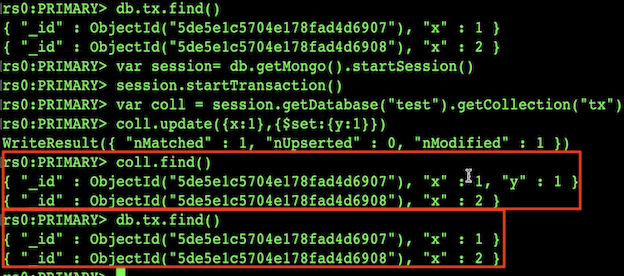 rs0:PRIMARY> db.tx.find()
{ "_id" : ObjectId("5de5e1c5704e178fad4d6907"), "x" : 1 }
{ "_id" : ObjectId("5de5e1c5704e178fad4d6908"), "x" : 2 }
rs0:PRIMARY> var session= db.getMongo().startSession()
rs0:PRIMARY> session.startTransaction()
rs0:PRIMARY> var coll = session.getDatabase("test").getCollection("tx")
rs0:PRIMARY> coll.update({x:1},{$set:{y:1}})
WriteResult({ "nMatched" : 1, "nUpserted" : 0, "nModified" : 1 })
rs0:PRIMARY> coll.find()
{ "_id" : ObjectId("5de5e1c5704e178fad4d6907"), "x" : 1, "y" : 1 }
{ "_id" : ObjectId("5de5e1c5704e178fad4d6908"), "x" : 2 }
rs0:PRIMARY> db.tx.find()
{ "_id" : ObjectId("5de5e1c5704e178fad4d6907"), "x" : 1 }
{ "_id" : ObjectId("5de5e1c5704e178fad4d6908"), "x" : 2 }
rs0:PRIMARY>